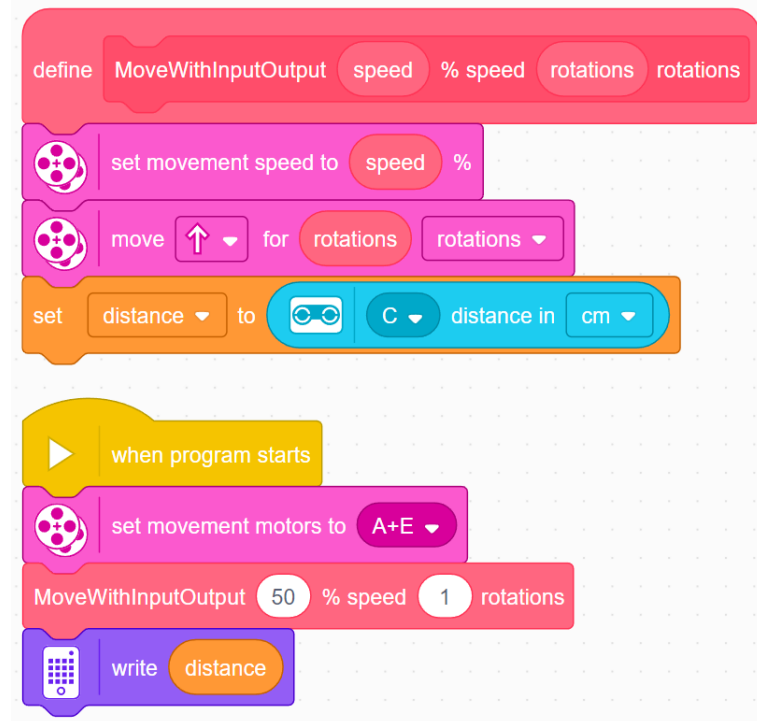 define MoveWithInputOutput speed % speed rotations rotations
set movement speed to speed %
move for rotations rotations
set distance to C distance in cm
when program starts
set movement motors to A+E
MoveWithInputOutput 50 % speed 1 rotations
write distance